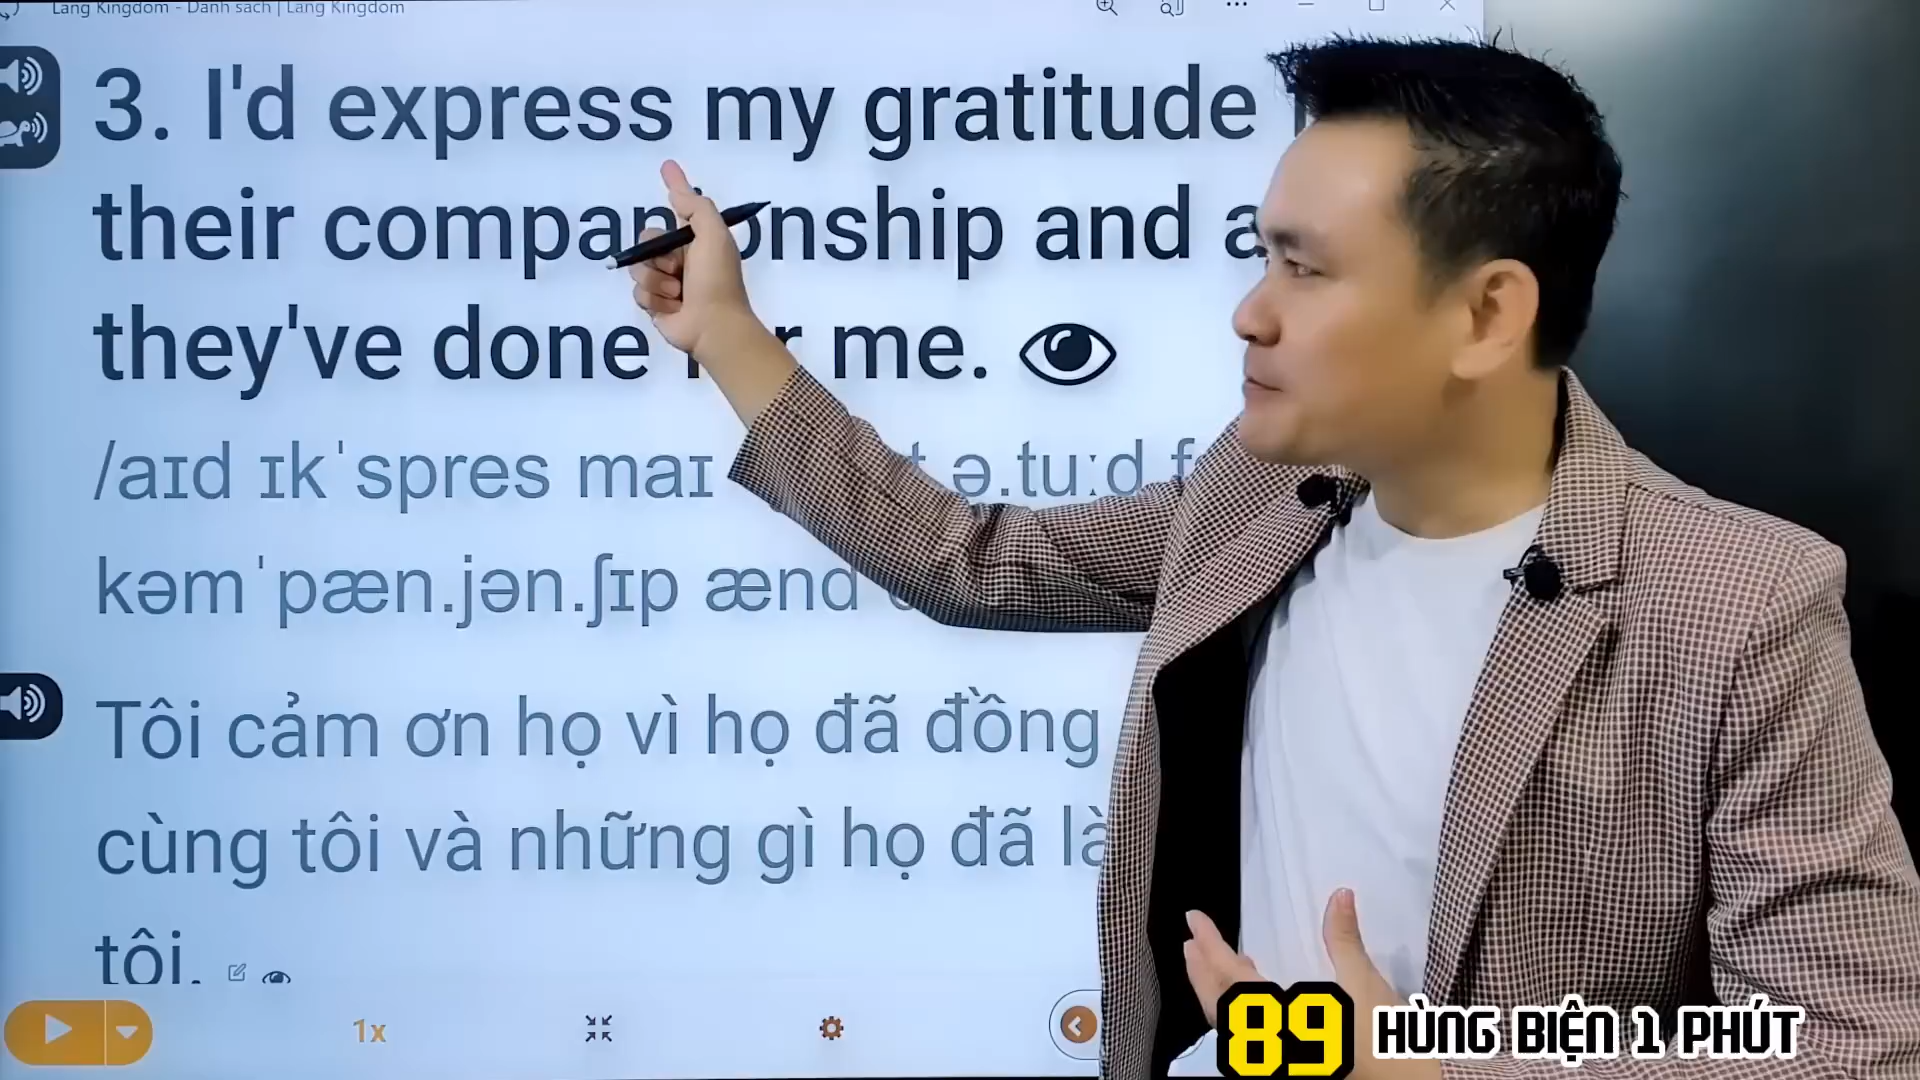 Lang Kingdom - Danh sách | Lang Kingdom
3. I'd express my gratitude
their companionship and
they've done me.
/aɪd ɪkˈspres maɪ ə.tuːd
kəmˈpæn.jən.ʃɪp ænd
Tôi cảm ơn họ vì họ đã đồng
cùng tôi và những gì họ đã
tôi.
1x
89 HÙNG BIỆN 1 PHÚT